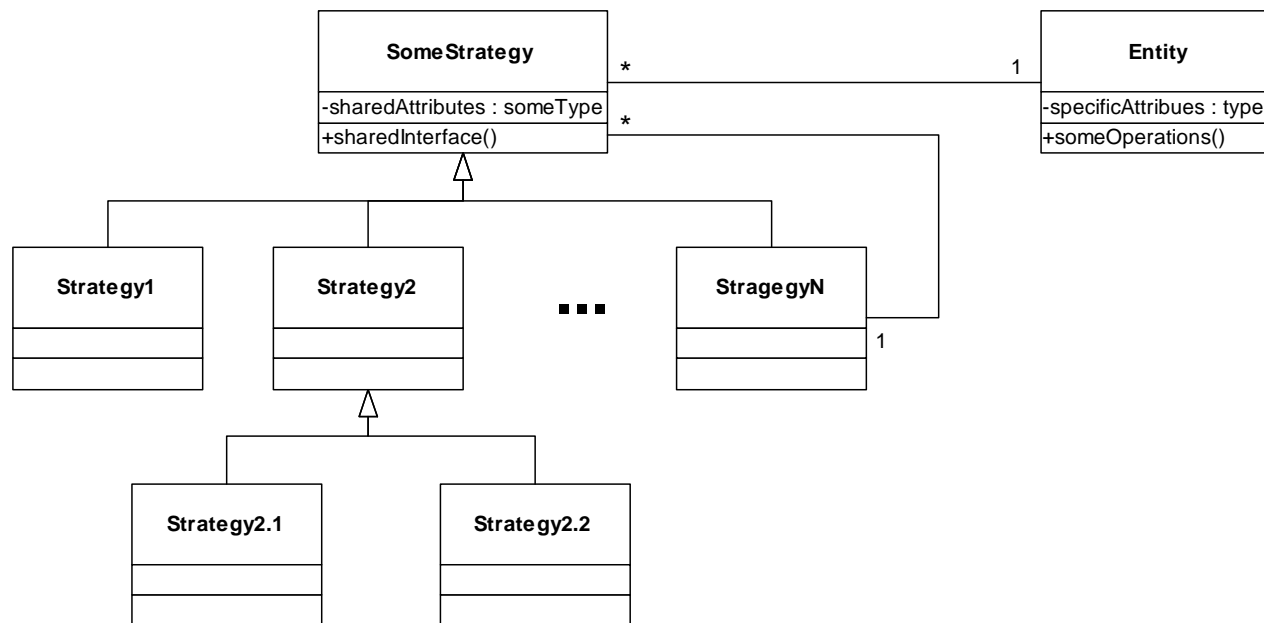 SomeStrategy
-sharedAttributes : someType
+sharedInterface()
*
1
*
Entity
-specificAttribues : type
+someOperations()
Strategy1
Strategy2
StragegyN
1
Strategy2.1
Strategy2.2